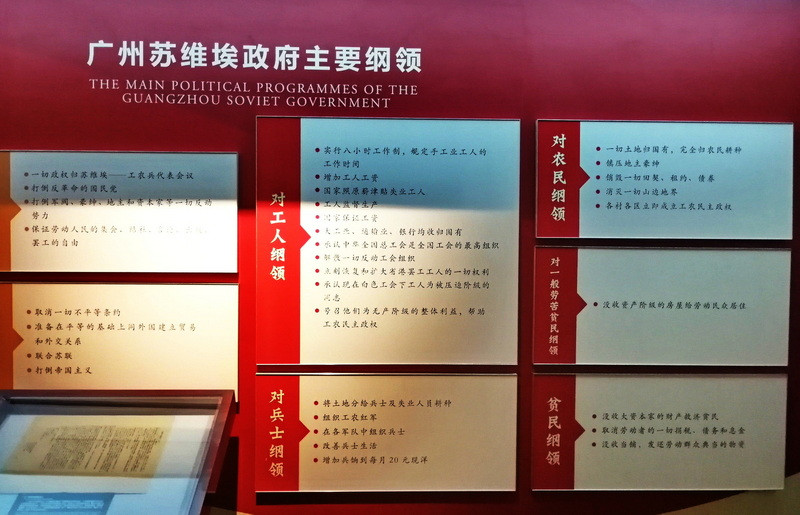 广州苏维埃政府主要纲领
THE MAIN POLITICAL PROGRAMMES OF THE
GUANGZHOU SOVIET GOVERNMENT
一切政权归苏维埃——工农兵代表会议
打倒反革命的国民党
打倒军阀、豪绅、地主和资本家等一切反动
势力
保证劳动人民的集会、结社、言论、
罢工的自由
取消一切不平等条约
准备在平等的基础上同外国建立贸易
和外交关系
联合苏联
打倒帝国主义
对工人纲领
实行八小时工作制，规定手工业工人的
工作时间
增加工人工资
国家照原薪津贴失业工人
工人监督生产
国家保证工资
大工业、运输业、银行均收归国有
承认中华全国总工会是全国工会的最高组织
解散一切反动工会组织
立刻恢复和扩大省港罢工工人的一切权利
承认现在白色工会下工人为被压迫阶级的
同志
号召他们为无产阶级的整体利益，帮助
工农民主政权
对兵士纲领
将土地分给兵士及失业人员耕种
组织工农红军
在各军队中组织兵士
改善兵士生活
增加兵饷到每月20元现洋
对农民纲领
一切土地归国有，完全归农民耕种
镇压地主豪绅
销毁一切田契、租约、债券
消灭一切山边地界
各村各区立即成立工农民主政权
对一般劳苦贫民纲领
没收资产阶级的房屋给劳动民众居住
贫民纲领
没收大资本家的财产救济贫民
取消劳动者的一切捐税、债务和息金
没收当铺，发还劳动群众典当的物资